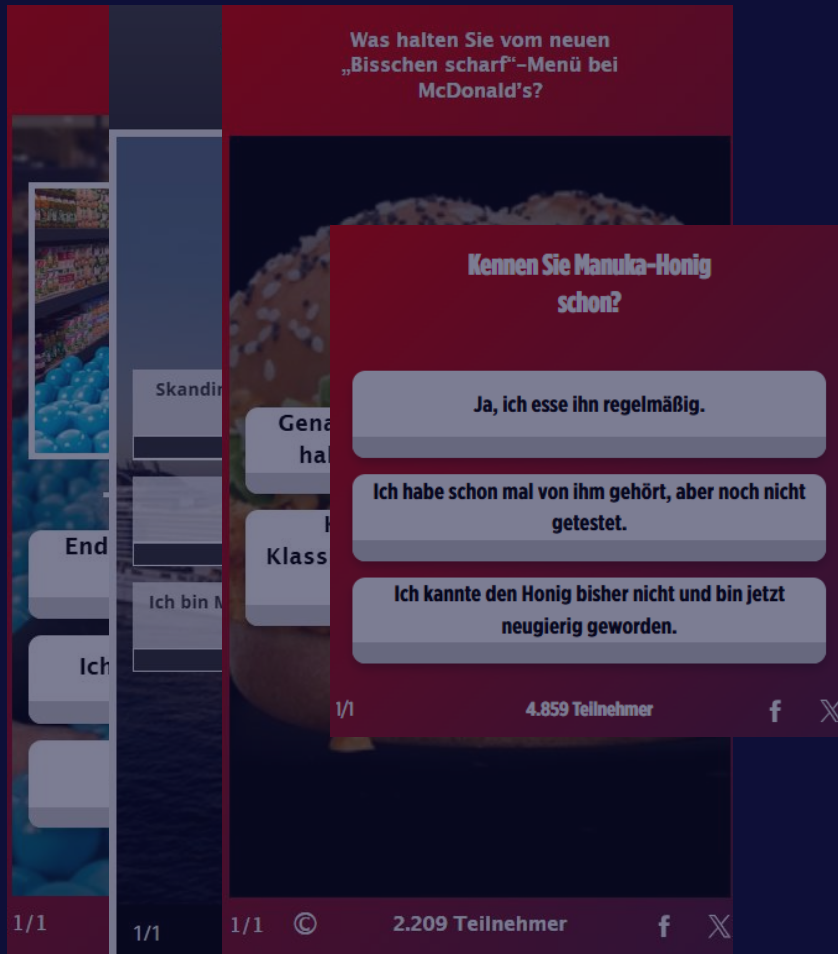 Was halten Sie vom neuen
„Bisschen scharf“-Menü bei
McDonald's?
Kennen Sie Manuka-Honig
schon?
Ja, ich esse ihn regelmäßig.
Ich habe schon mal von ihm gehört, aber noch nicht
getestet.
Ich kannte den Honig bisher nicht und bin jetzt
neugierig geworden.
1/1
4.859 Teilnehmer
Gena
hal
Klass
1/1 © 2.209 Teilnehmer
Skandin
Ich bin M
1/1
End
Ich
1/1